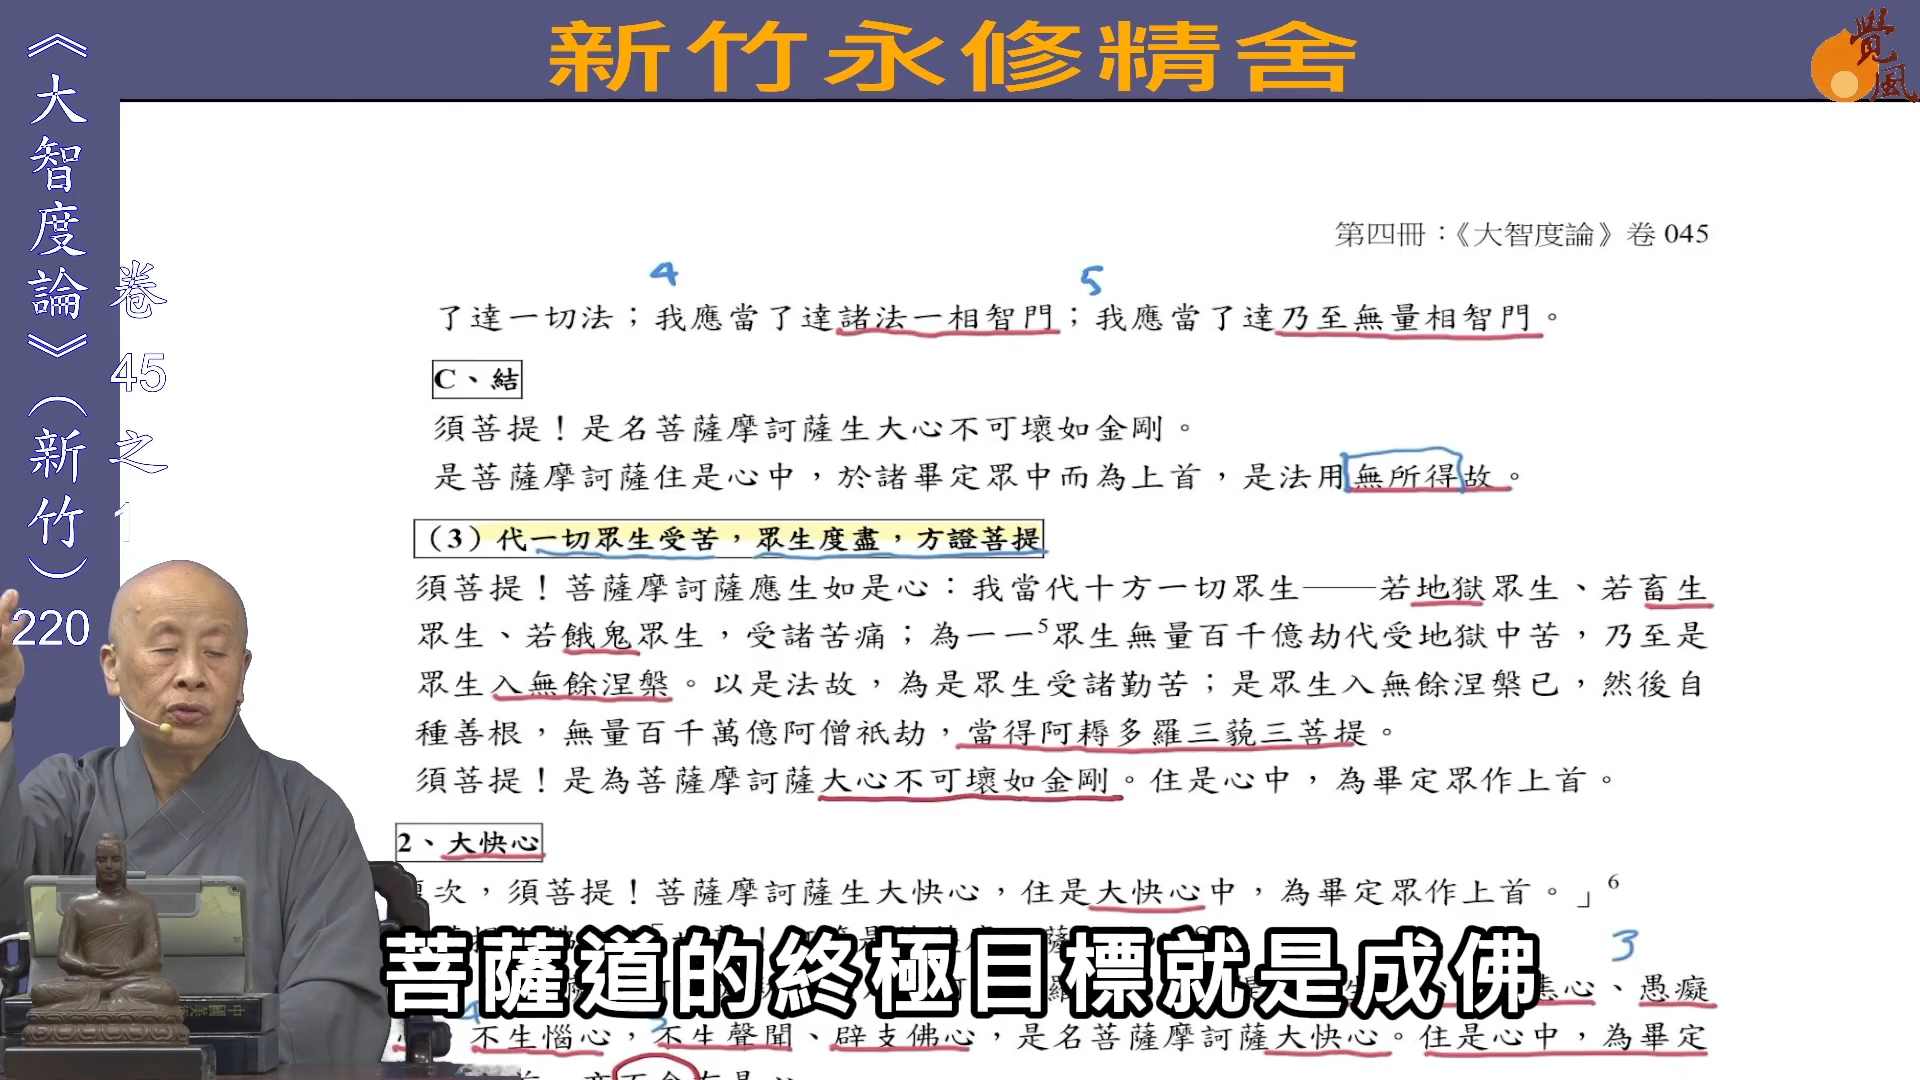 新竹永修精舍
覺風
《大智度論》(新竹)220
卷45之1
第四冊:《大智度論》卷 045
4
5
了達一切法;我應當了達諸法一相智門;我應當了達乃至無量相智門。
C、結
須菩提!是名菩薩摩訶薩生大心不可壞如金剛。
是菩薩摩訶薩住是心中,於諸畢定眾中而為上首,是法用無所得故。
(3)代一切眾生受苦,眾生度盡,方證菩提
須菩提!菩薩摩訶薩應生如是心:我當代十方一切眾生——若地獄眾生、若畜生
眾生、若餓鬼眾生,受諸苦痛;為一一5眾生無量百千億劫代受地獄中苦,乃至是
眾生入無餘涅槃。以是法故,為是眾生受諸勤苦;是眾生入無餘涅槃已,然後自
種善根,無量百千萬億阿僧祇劫,當得阿耨多羅三藐三菩提。
須菩提!是為菩薩摩訶薩大心不可壞如金剛。住是心中,為畢定眾作上首。
2、大快心
次,須菩提!菩薩摩訶薩生大快心,住是大快心中,為畢定眾作上首。」6
菩薩道的終極目標就是成佛
3
恚心、愚癡
不生惱心,不生聲聞、辟支佛心,是名菩薩摩訶薩大快心。住是心中,為畢定